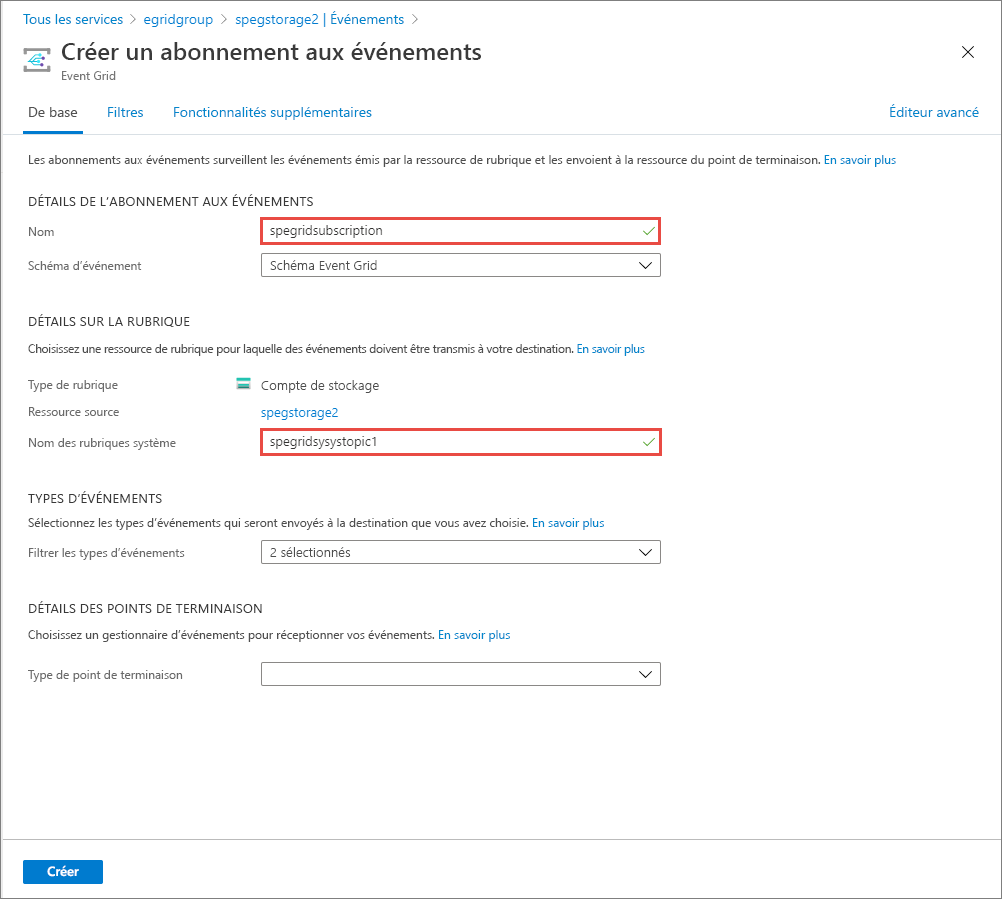 Tous les services > egridgroup > spegstorage2 | Événements >
Créer un abonnement aux événements
Event Grid
De base Filtres Fonctionnalités supplémentaires Éditeur avancé
Les abonnements aux événements surveillent les événements émis par la ressource de rubrique et les envoient à la ressource du point de terminaison. En savoir plus
DÉTAILS DE L’ABONNEMENT AUX ÉVÉNEMENTS
Nom spegridsubscription
Schéma d’événement Schéma Event Grid
DÉTAILS SUR LA RUBRIQUE
Choisissez une ressource de rubrique pour laquelle des événements doivent être transmis à votre destination. En savoir plus
Type de rubrique Compte de stockage
Ressource source spegstorage2
Nom des rubriques système spegridsysystopic1
TYPES D’ÉVÉNEMENTS
Sélectionnez les types d’événements qui seront envoyés à la destination que vous avez choisie. En savoir plus
Filtrer les types d’événements 2 sélectionnés
DÉTAILS DES POINTS DE TERMINAISON
Choisissez un gestionnaire d’événements pour réceptionner vos événements. En savoir plus
Type de point de terminaison
Créer